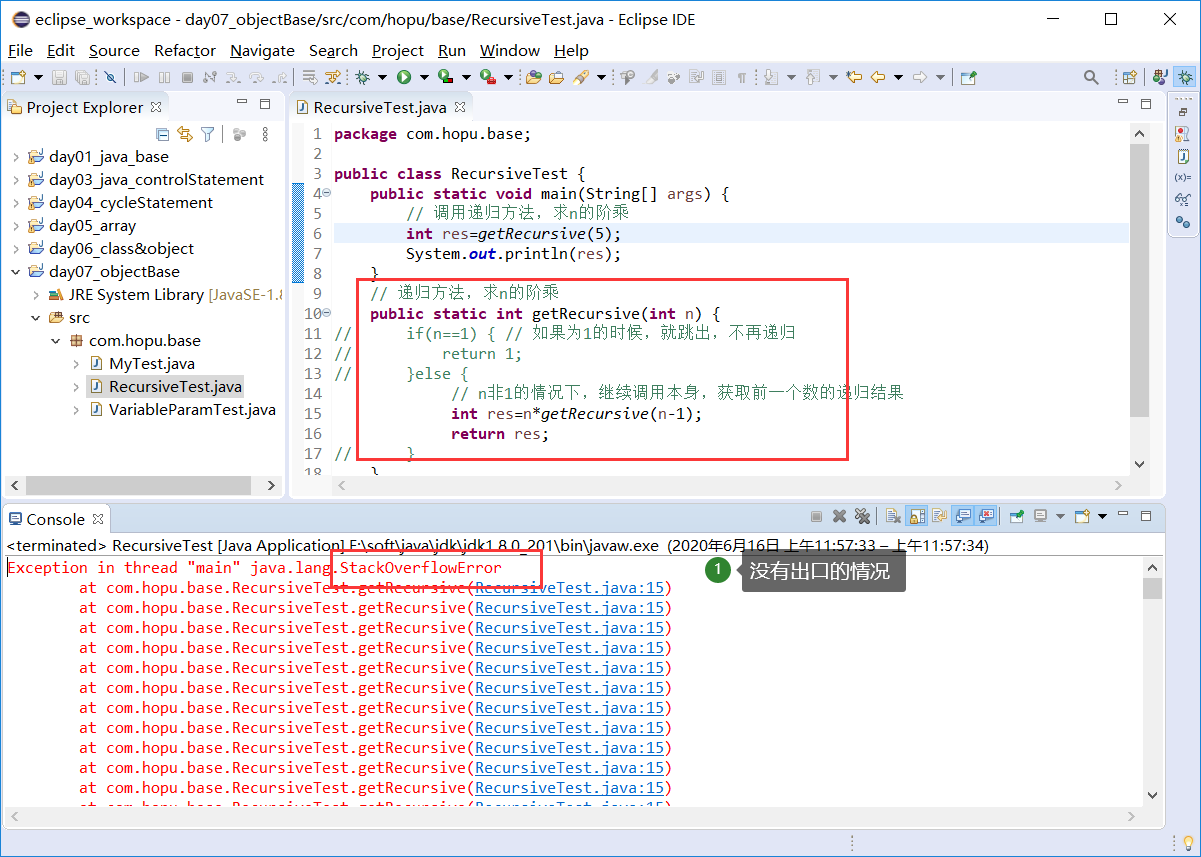 eclipse_workspace - day07_objectBase/src/com/hopu/base/RecursiveTest.java - Eclipse IDE
File Edit Source Refactor Navigate Search Project Run Window Help
Project Explorer
day01_java_base
day03_java_controlStatement
day04_cycleStatement
day05_array
day06_class&object
day07_objectBase
JRE System Library [JavaSE-1.8
src
com.hopu.base
MyTest.java
RecursiveTest.java
VariableParamTest.java
RecursiveTest.java
1 package com.hopu.base;
2
3 public class RecursiveTest {
4 public static void main(String[] args) {
5 // 调用递归方法，求n的阶乘
6 int res=getRecursive(5);
7 System.out.println(res);
8 }
9 // 递归方法，求n的阶乘
10 public static int getRecursive(int n) {
11 // if(n==1) { // 如果为1的时候，就跳出，不再递归
12 // return 1;
13 // }else {
14 // n非1的情况下，继续调用本身，获取前一个数的递归结果
15 int res=n*getRecursive(n-1);
16 return res;
17 // }
18 }
Console
<terminated> RecursiveTest [Java Application] F:\soft\java\jdk\jdk1.8.0_201\bin\javaw.exe (2020年6月16日 上午11:57:33 – 上午11:57:34)
Exception in thread "main" java.lang.StackOverflowError
1 没有出口的情况
at com.hopu.base.RecursiveTest.getRecursive(RecursiveTest.java:15)
at com.hopu.base.RecursiveTest.getRecursive(RecursiveTest.java:15)
at com.hopu.base.RecursiveTest.getRecursive(RecursiveTest.java:15)
at com.hopu.base.RecursiveTest.getRecursive(RecursiveTest.java:15)
at com.hopu.base.RecursiveTest.getRecursive(RecursiveTest.java:15)
at com.hopu.base.RecursiveTest.getRecursive(RecursiveTest.java:15)
at com.hopu.base.RecursiveTest.getRecursive(RecursiveTest.java:15)
at com.hopu.base.RecursiveTest.getRecursive(RecursiveTest.java:15)
at com.hopu.base.RecursiveTest.getRecursive(RecursiveTest.java:15)
at com.hopu.base.RecursiveTest.getRecursive(RecursiveTest.java:15)
at com.hopu.base.RecursiveTest.getRecursive(RecursiveTest.java:15)
at com.hopu.base.RecursiveTest.getRecursive(RecursiveTest.java:15)